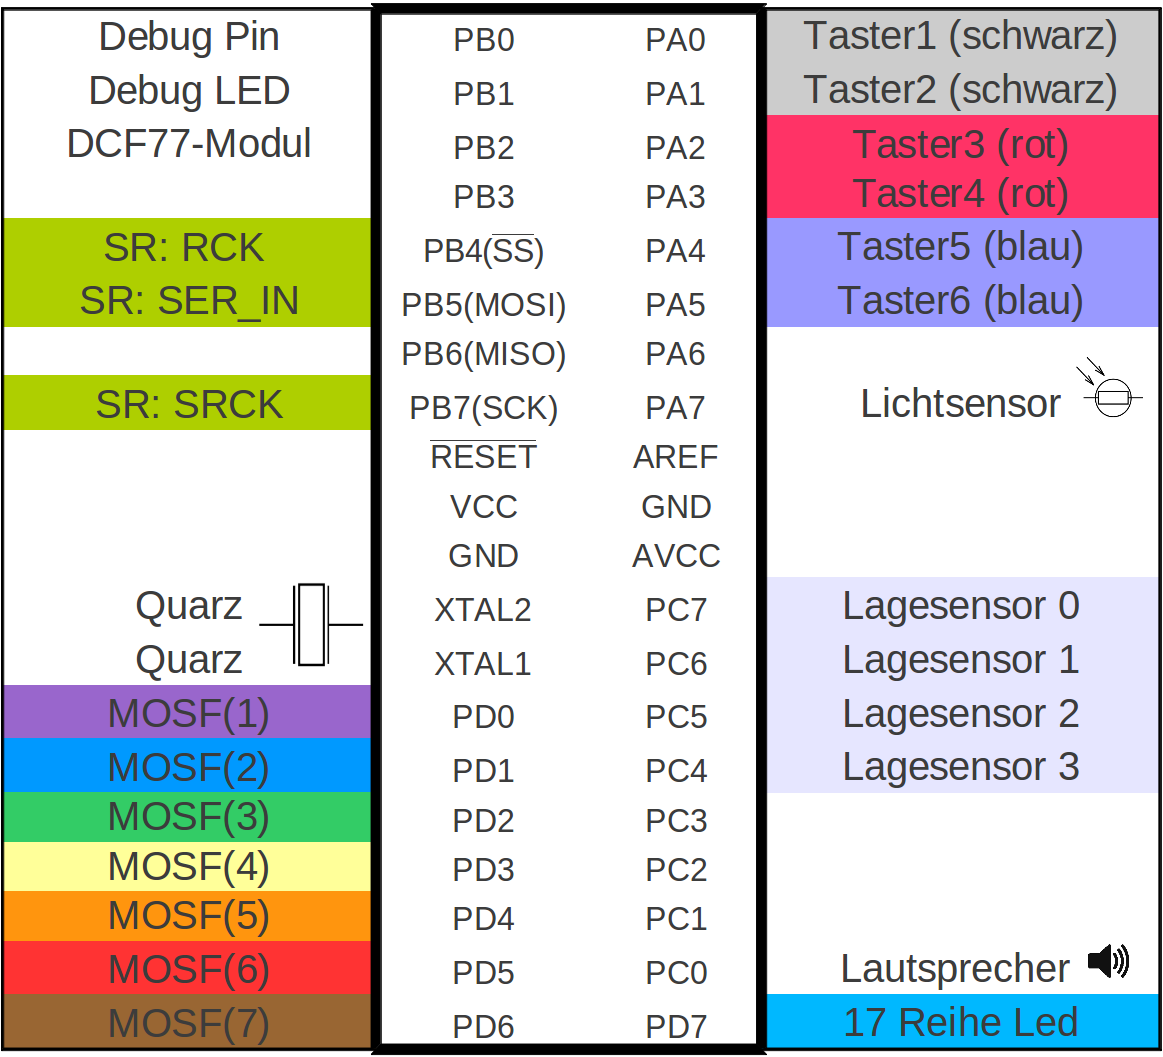 Debug Pin PB0 PA0 Taster1 (schwarz)
Debug LED PB1 PA1 Taster2 (schwarz)
DCF77-Modul PB2 PA2 Taster3 (rot)
PB3 PA3 Taster4 (rot)
SR: RCK PB4(SS) PA4 Taster5 (blau)
SR: SER_IN PB5(MOSI) PA5 Taster6 (blau)
PB6(MISO) PA6
SR: SRCK PB7(SCK) PA7 Lichtsensor
RESET AREF
VCC GND
GND AVCC
Quarz XTAL2 PC7 Lagesensor 0
Quarz XTAL1 PC6 Lagesensor 1
MOSF(1) PD0 PC5 Lagesensor 2
MOSF(2) PD1 PC4 Lagesensor 3
MOSF(3) PD2 PC3
MOSF(4) PD3 PC2
MOSF(5) PD4 PC1
MOSF(6) PD5 PC0 Lautsprecher
MOSF(7) PD6 PD7 17 Reihe Led